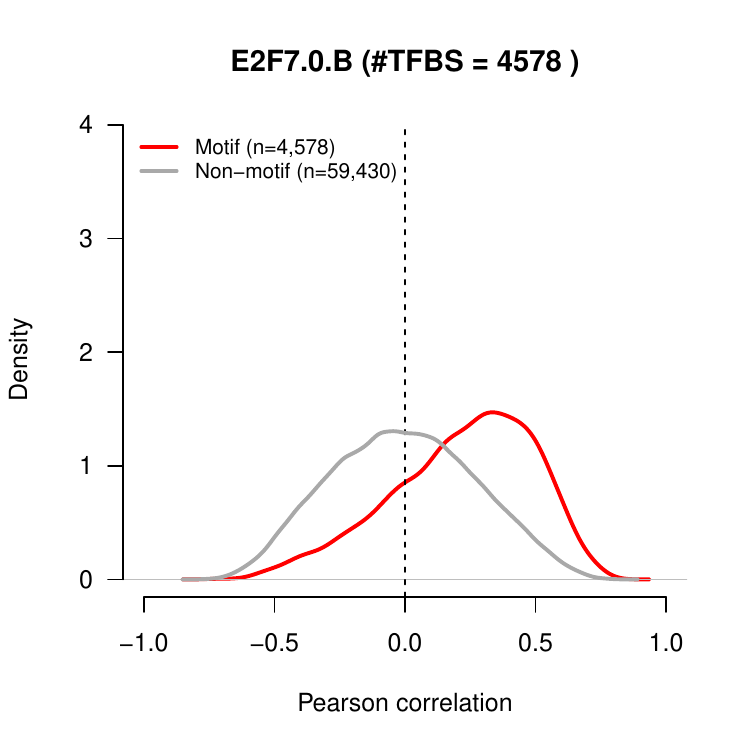 E2F7.0.B (#TFBS = 4578 )
Motif (n=4,578)
Non−motif (n=59,430)
Density
4
3
2
1
0
−1.0
−0.5
0.0
0.5
1.0
Pearson correlation